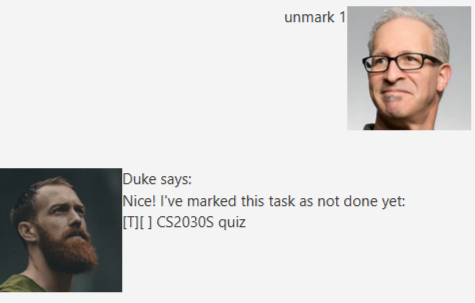 unmark 1
Duke says:
Nice! I've marked this task as not done yet:
[T][ ] CS2030S quiz